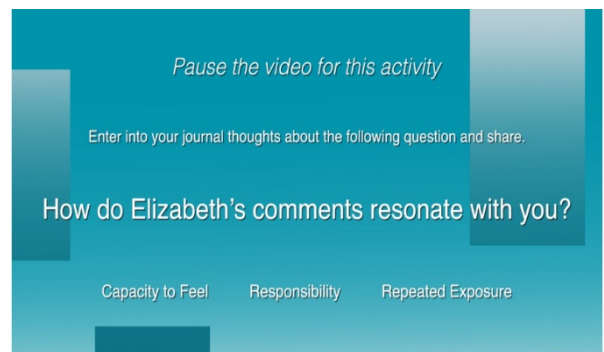 Pause the video for this activity
Enter into your journal thoughts about the following question and share.
How do Elizabeth's comments resonate with you?
Capacity to Feel Responsibility Repeated Exposure